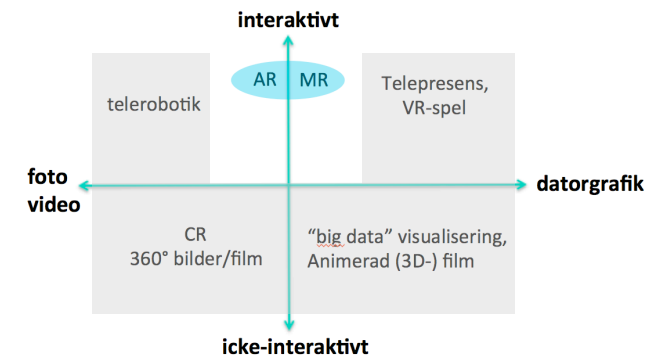 interaktivt
AR MR
telerobotik
Telepresens,
VR-spel
foto
video
datorgrafik
CR
360° bilder/film
“big data” visualisering,
Animerad (3D-) film
icke-interaktivt